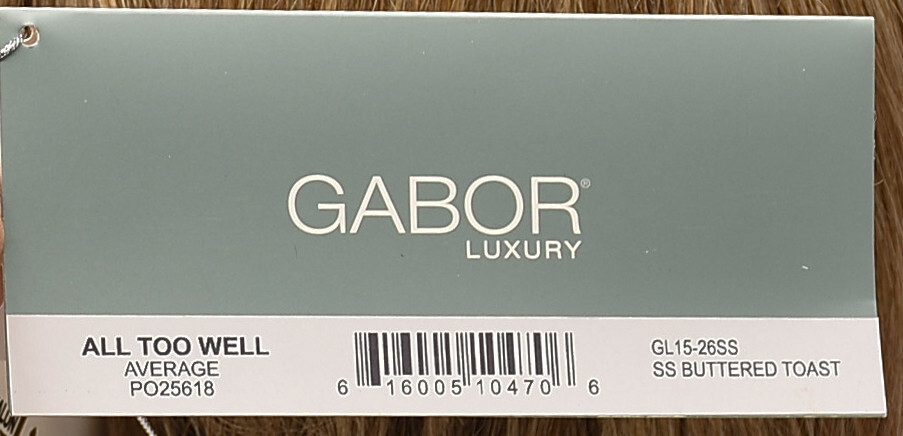 GABOR®
LUXURY
ALL TOO WELL
AVERAGE
PO25618
6 16005 10470 6
GL15-26SS
SS BUTTERED TOAST